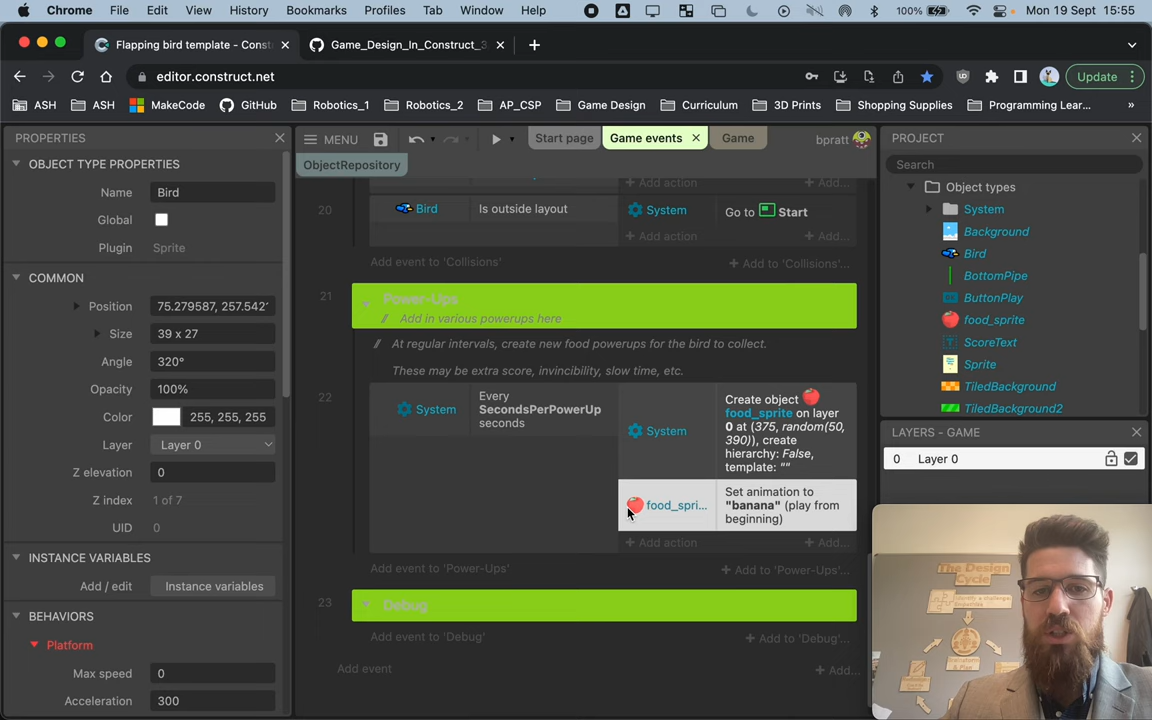 Chrome File Edit View History Bookmarks Profiles Tab Window Help 100% Mon 19 Sept 15:55
Flapping bird template - Const Game_Design_In_Construct_3
editor.construct.net Update
ASH ASH MakeCode GitHub Robotics_1 Robotics_2 AP_CSP Game Design Curriculum 3D Prints Shopping Supplies Programming Lear... »
PROPERTIES
OBJECT TYPE PROPERTIES
Name Bird
Global
Plugin Sprite
COMMON
Position 75.279587, 257.542
Size 39 x 27
Angle 320°
Opacity 100%
Color 255, 255, 255
Layer Layer 0
Z elevation 0
Z index 1 of 7
UID 0
INSTANCE VARIABLES
Add / edit Instance variables
BEHAVIORS
Platform
Max speed 0
Acceleration 300
MENU Start page Game events Game bpratt
ObjectRepository
+ Add action + Add...
20 Bird Is outside layout System Go to Start
+ Add action + Add...
Add event to 'Collisions' + Add to 'Collisions'...
21 Power-Ups
// Add in various powerups here
// At regular intervals, create new food powerups for the bird to collect.
These may be extra score, invincibility, slow time, etc.
22 System Every
SecondsPerPowerUp
seconds
System Create object
food_sprite on layer
0 at (375, random(50,
390)), create
hierarchy: False,
template: ""
food_spri... Set animation to
"banana" (play from
beginning)
+ Add action + Add...
Add event to 'Power-Ups' + Add to 'Power-Ups'...
23 Debug
Add event to 'Debug' + Add to 'Debug'...
Add event + Add...
PROJECT
Search
Object types
System
Background
Bird
BottomPipe
ButtonPlay
food_sprite
ScoreText
Sprite
TiledBackground
TiledBackground2
LAYERS - GAME
0 Layer 0
The Design
Cycle